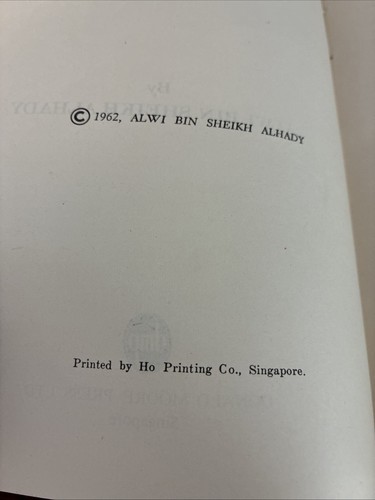 © 1962, ALWI BIN SHEIKH ALHADY
Printed by Ho Printing Co., Singapore.